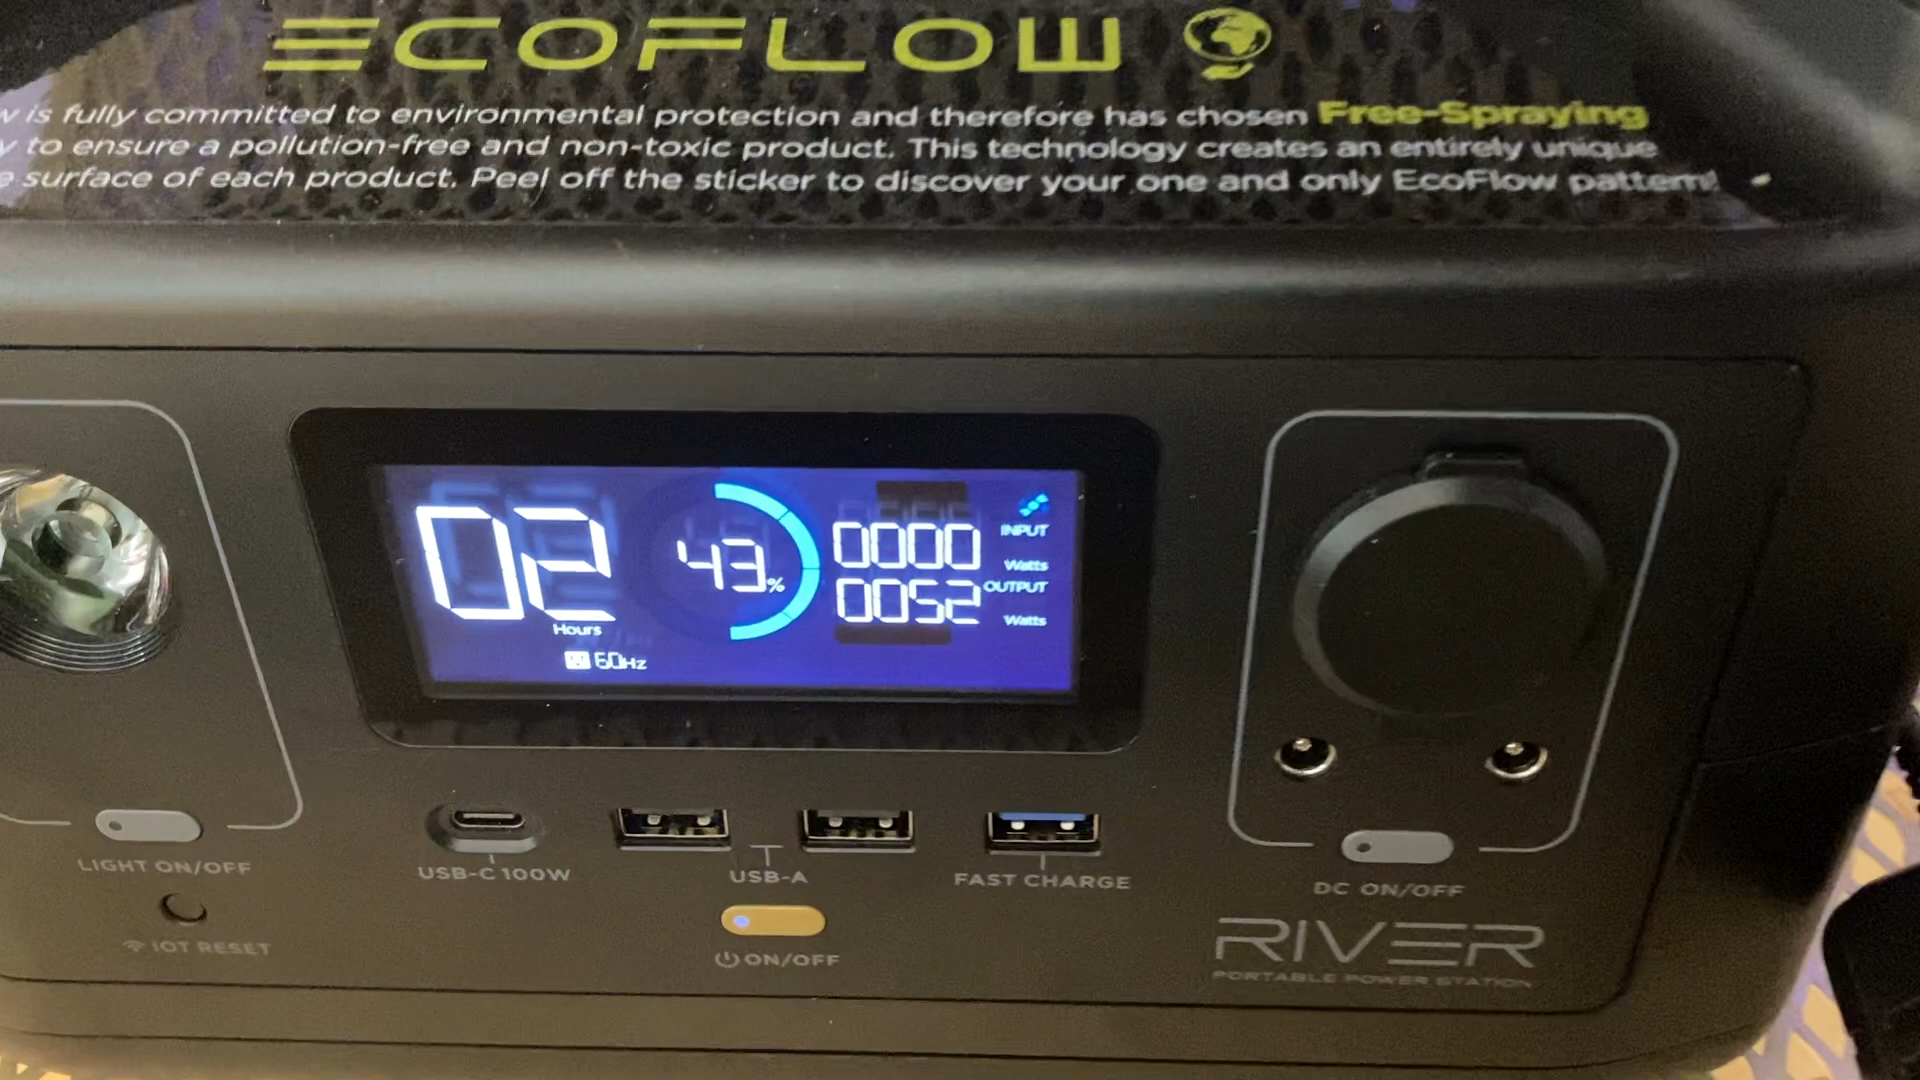 ECOFLOW
is fully committed to environmental protection and therefore has chosen Free-Spraying
to ensure a pollution-free and non-toxic product. This technology creates an entirely unique
surface of each product. Peel off the sticker to discover your one and only EcoFlow pattern!
02
Hours
60Hz
43%
0000
INPUT
Watts
0052
OUTPUT
Watts
LIGHT ON/OFF
IOT RESET
USB-C 100W
USB-A
FAST CHARGE
ON/OFF
DC ON/OFF
RIVER
PORTABLE POWER STATION